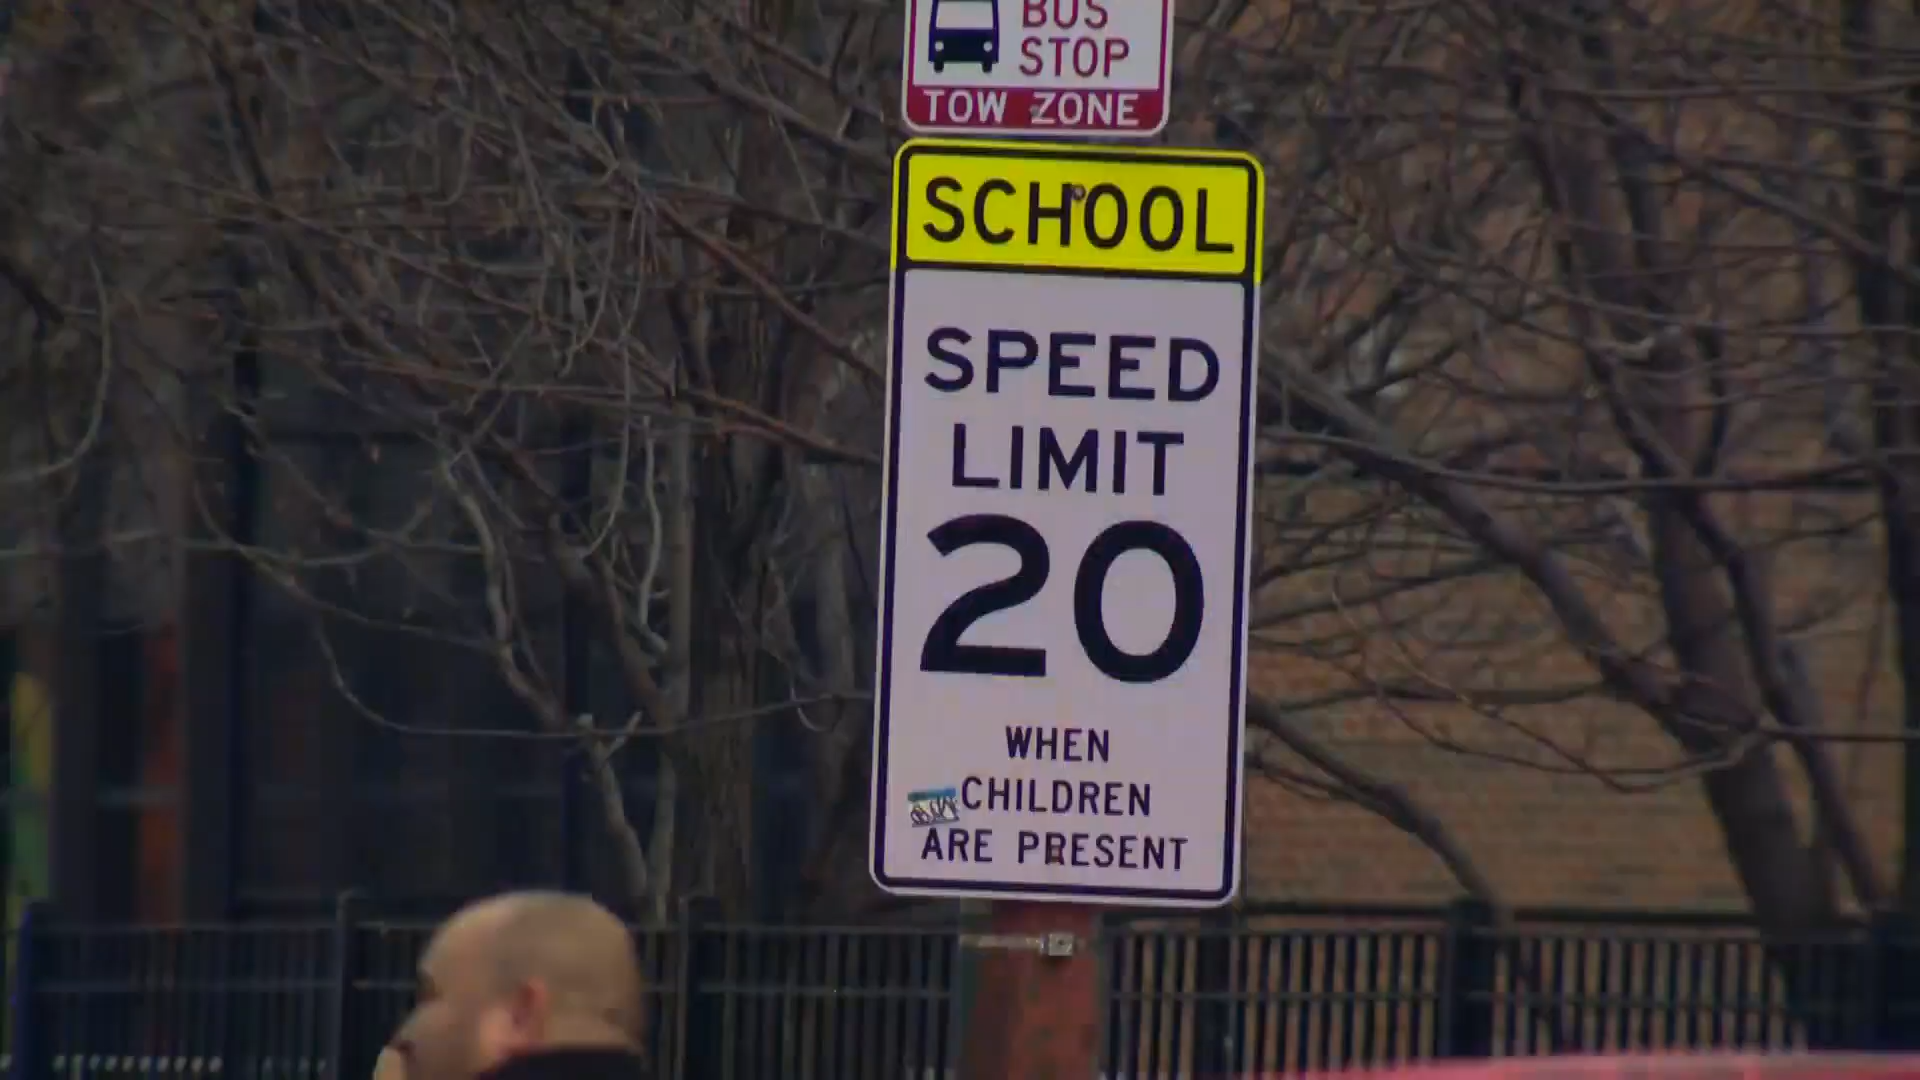 BUS
STOP
TOW ZONE
SCHOOL
SPEED
LIMIT
20
WHEN
CHILDREN
ARE PRESENT